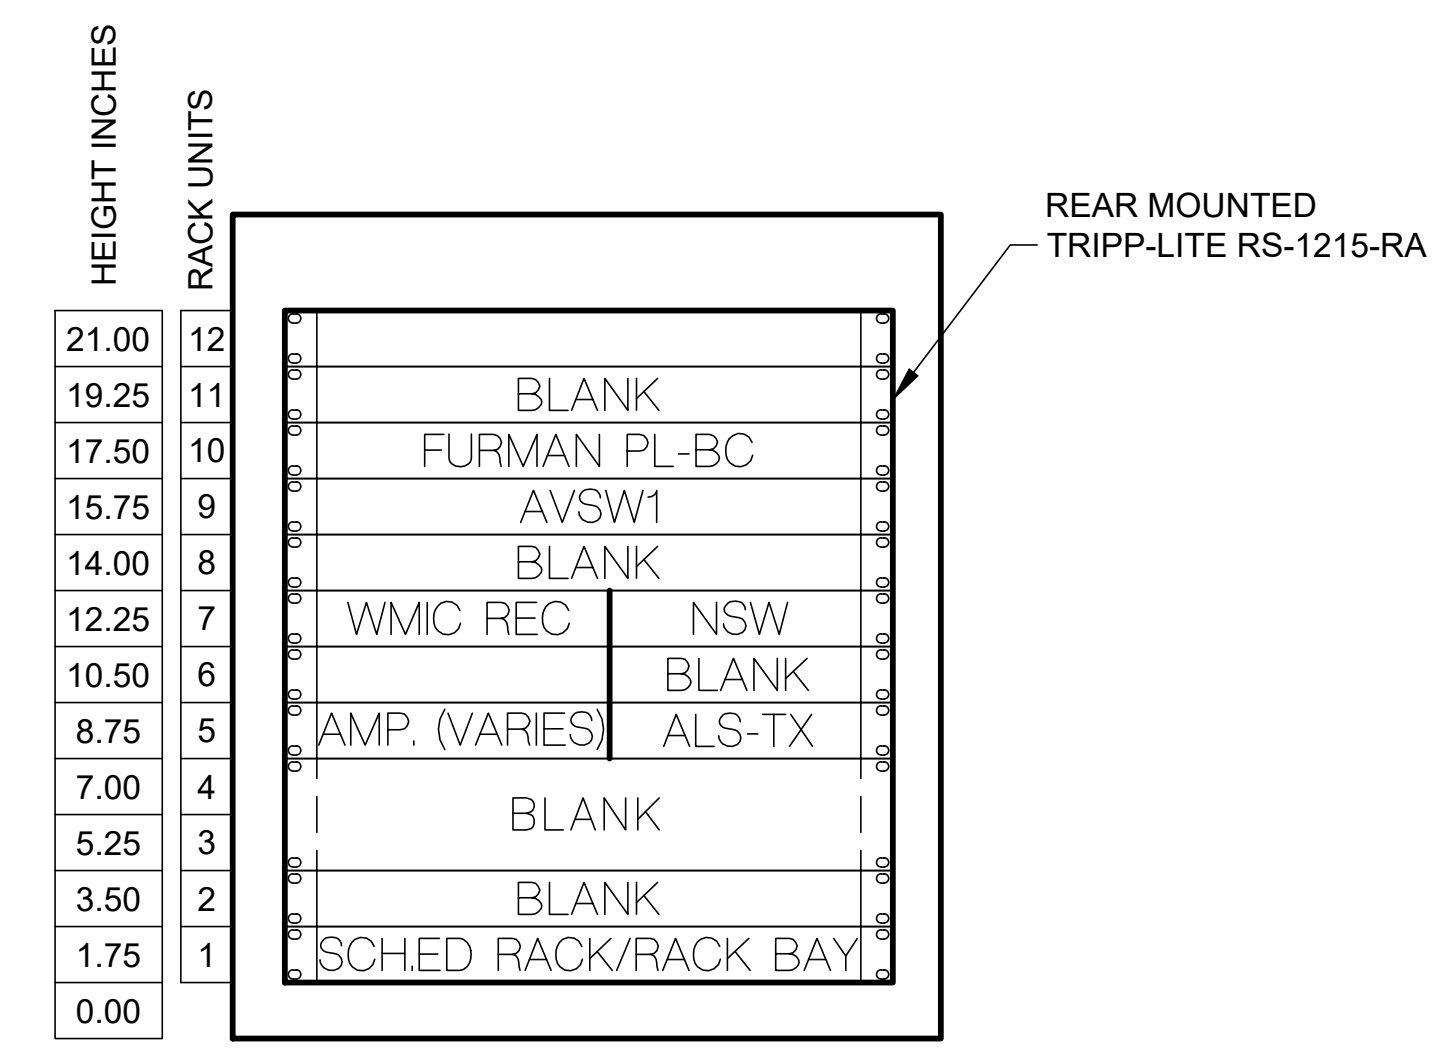 HEIGHT INCHES
RACK UNITS
REAR MOUNTED
TRIPP-LITE RS-1215-RA
21.00 12
19.25 11 BLANK
17.50 10 FURMAN PL-BC
15.75 9 AVSW1
14.00 8 BLANK
12.25 7 WMIC REC NSW
10.50 6 BLANK
8.75 5 AMP. (VARIES) ALS-TX
7.00 4
BLANK
5.25 3
3.50 2 BLANK
1.75 1 SCH.ED RACK/RACK BAY
0.00